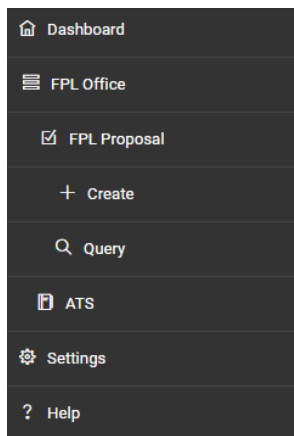 Dashboard
FPL Office
FPL Proposal
Create
Query
ATS
Settings
? Help